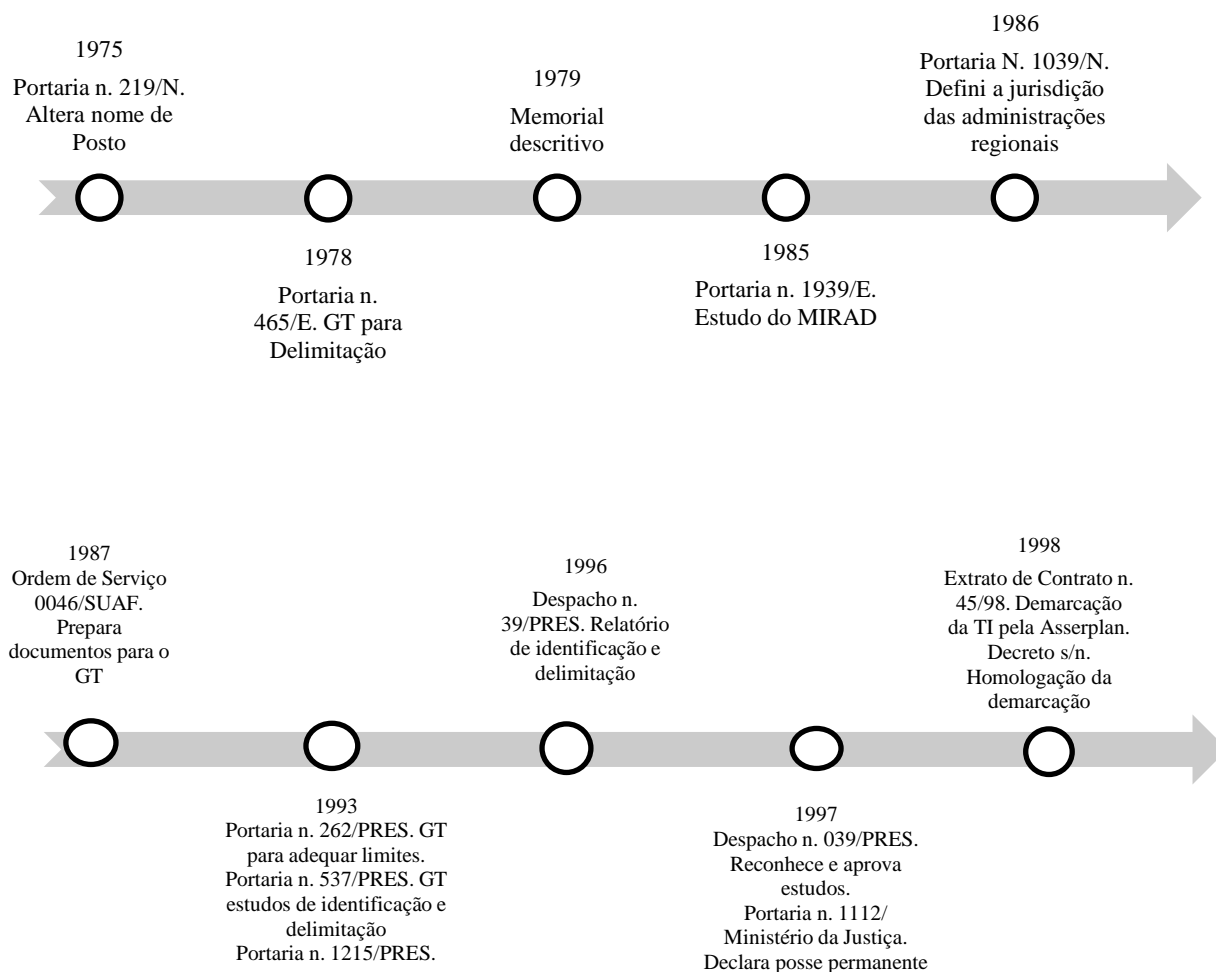 1975
Portaria n. 219/N.
Altera nome de
Posto
1978
Portaria n.
465/E. GT para
Delimitação
1979
Memorial
descritivo
1985
Portaria n. 1939/E.
Estudo do MIRAD
1986
Portaria N. 1039/N.
Defini a jurisdição
das administrações
regionais
1987
Ordem de Serviço
0046/SUAF.
Prepara
documentos para o
GT
1993
Portaria n. 262/PRES. GT
para adequar limites.
Portaria n. 537/PRES. GT
estudos de identificação e
delimitação
Portaria n. 1215/PRES.
1996
Despacho n.
39/PRES. Relatório
de identificação e
delimitação
1997
Despacho n. 039/PRES.
Reconhece e aprova
estudos.
Portaria n. 1112/
Ministério da Justiça.
Declara posse permanente
1998
Extrato de Contrato n.
45/98. Demarcação
da TI pela Asserplan.
Decreto s/n.
Homologação da
demarcação